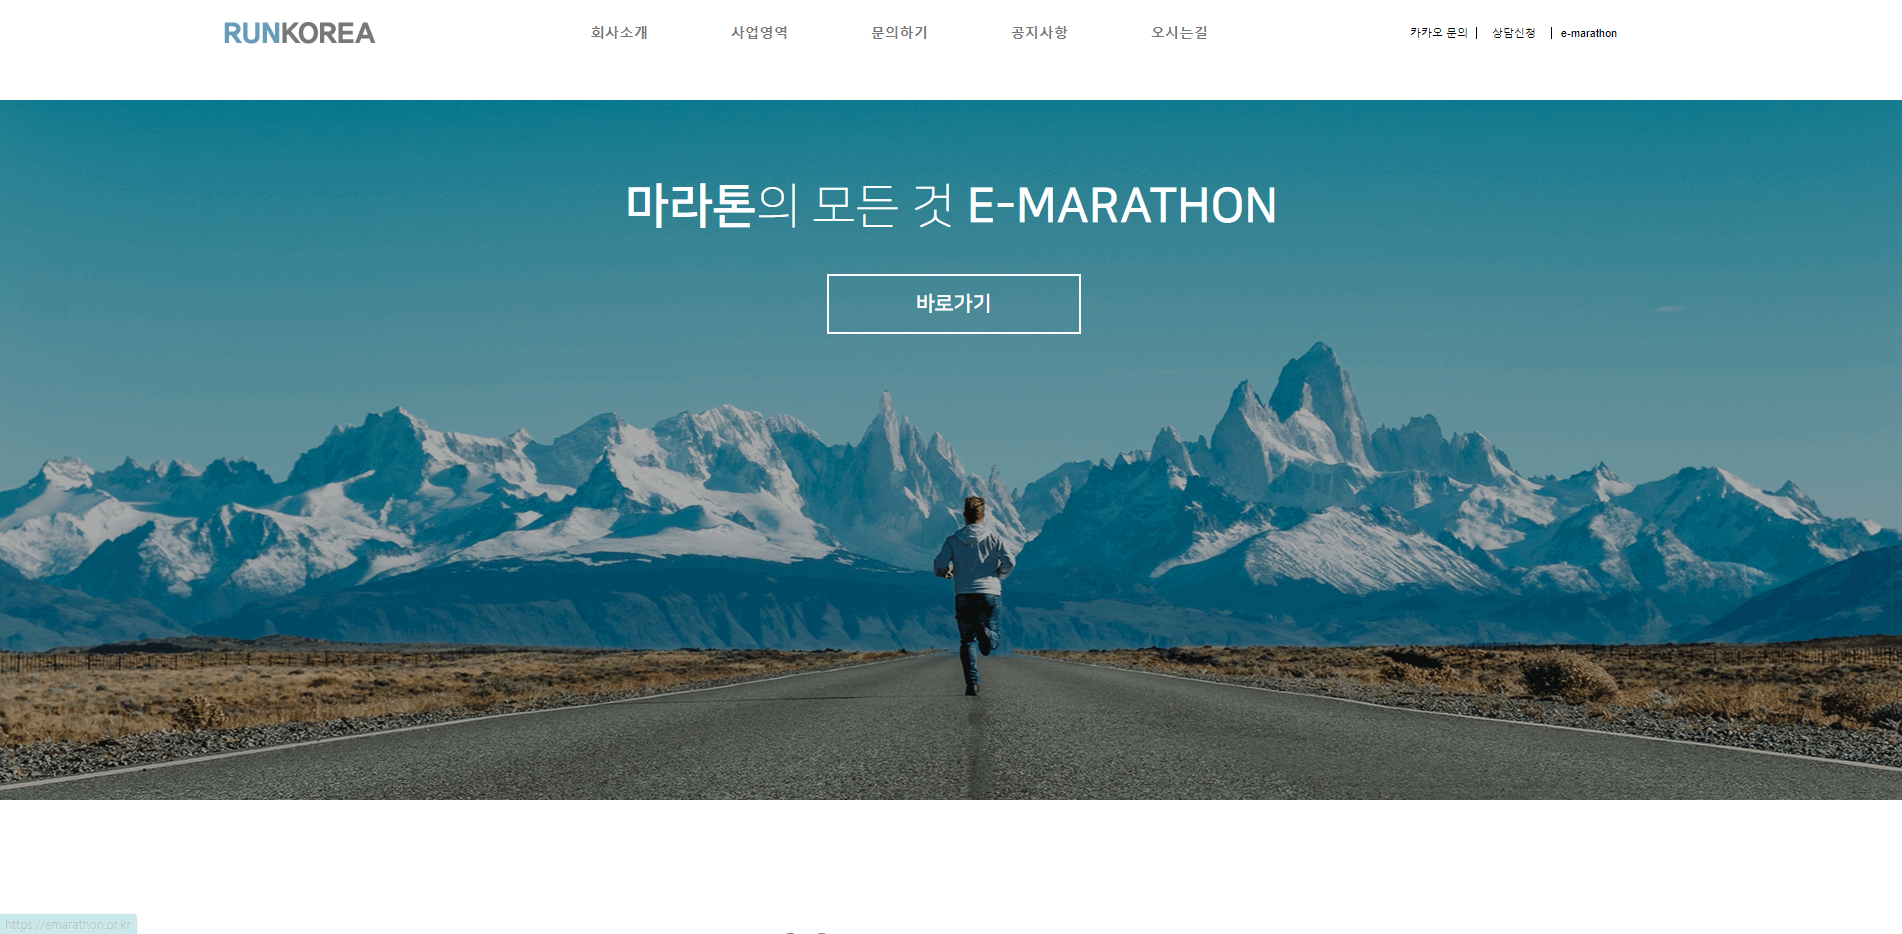 RUNKOREA
회사소개 사업영역 문의하기 공지사항 오시는길
카카오 문의 | 상담신청 | e-marathon
마라톤의 모든 것 E-MARATHON
바로가기
https://emarathon.or.kr